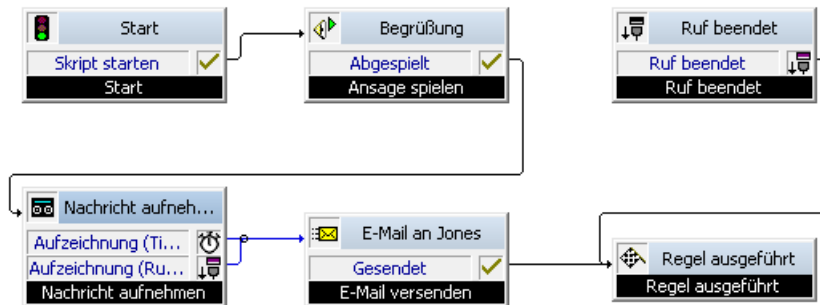 Start
Skript starten
Start
Begrüßung
Abgespielt
Ansage spielen
Ruf beendet
Ruf beendet
Ruf beendet
Nachricht aufneh...
Aufzeichnung (Ti...
Aufzeichnung (Ru...
Nachricht aufnehmen
E-Mail an Jones
Gesendet
E-Mail versenden
Regel ausgeführt
Regel ausgeführt